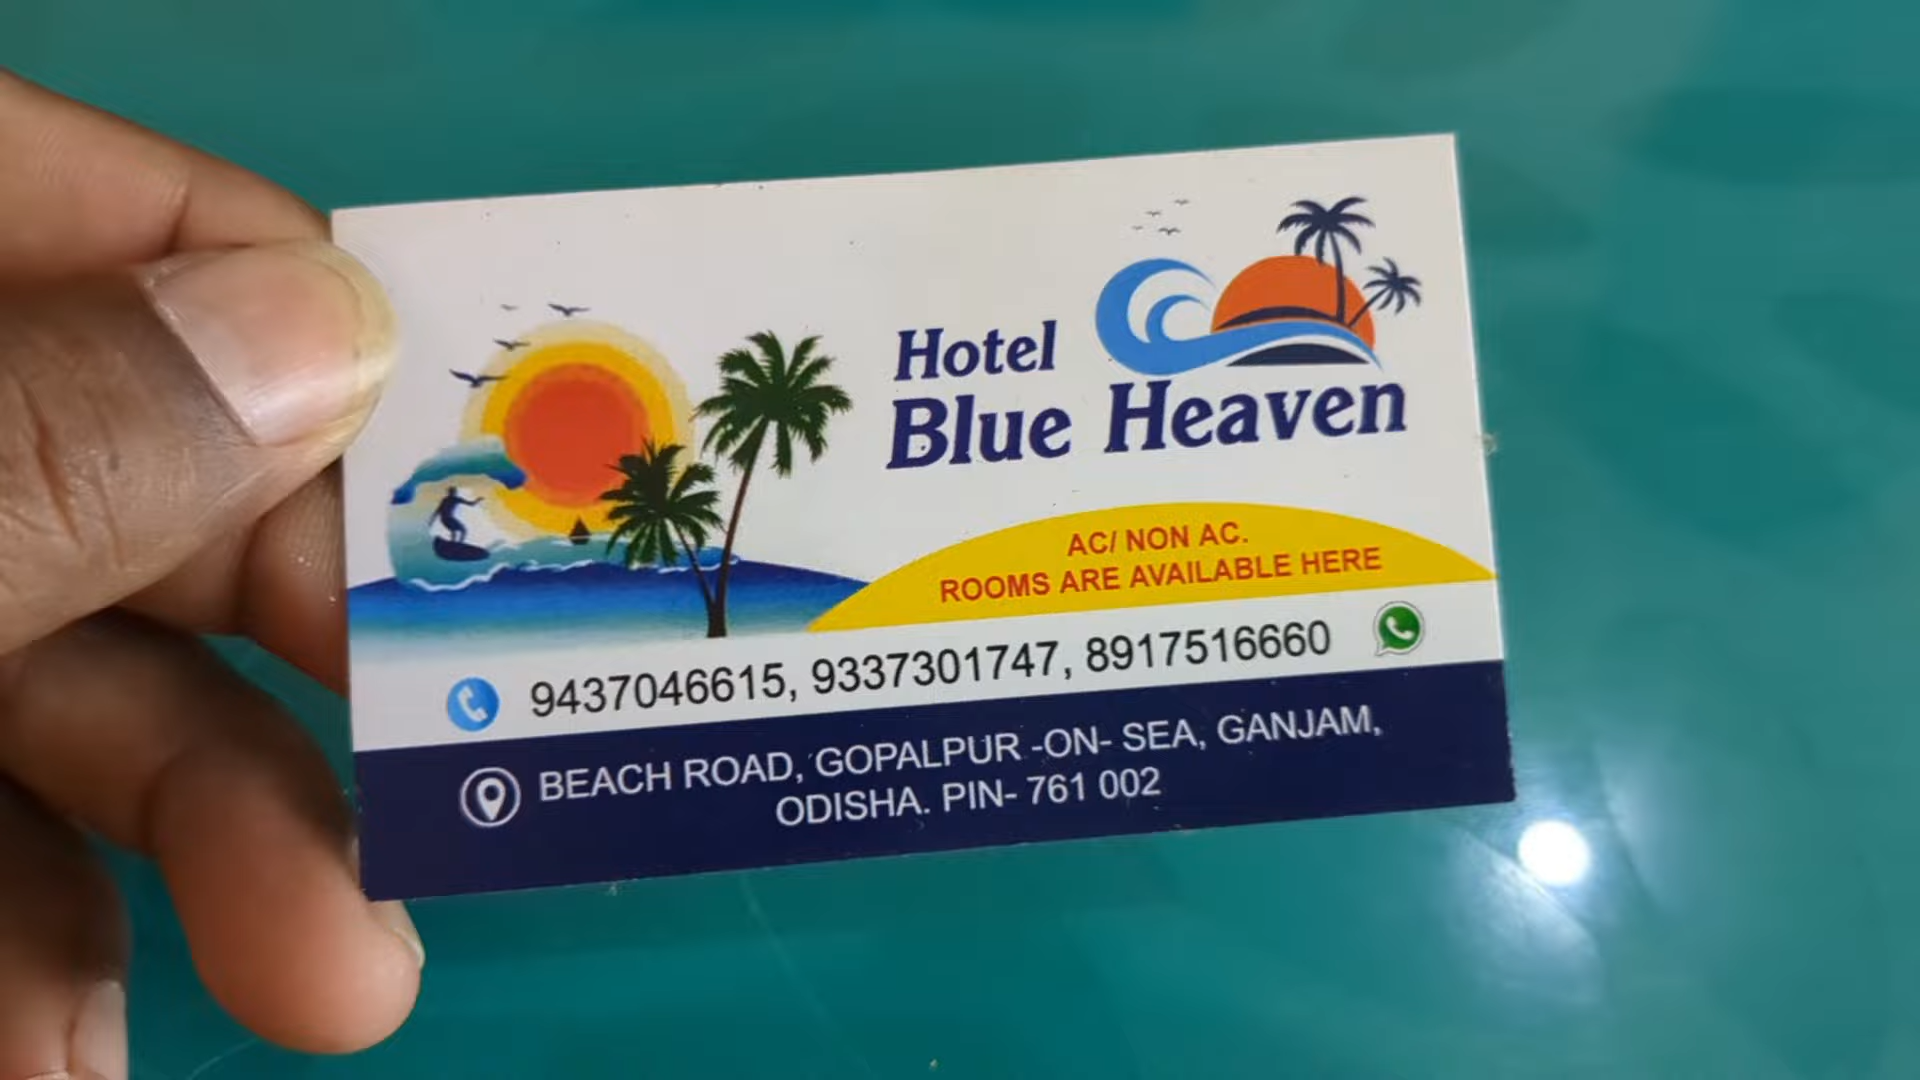 Hotel
Blue Heaven
AC/ NON AC.
ROOMS ARE AVAILABLE HERE
9437046615, 9337301747, 8917516660
BEACH ROAD, GOPALPUR -ON- SEA, GANJAM,
ODISHA. PIN- 761 002